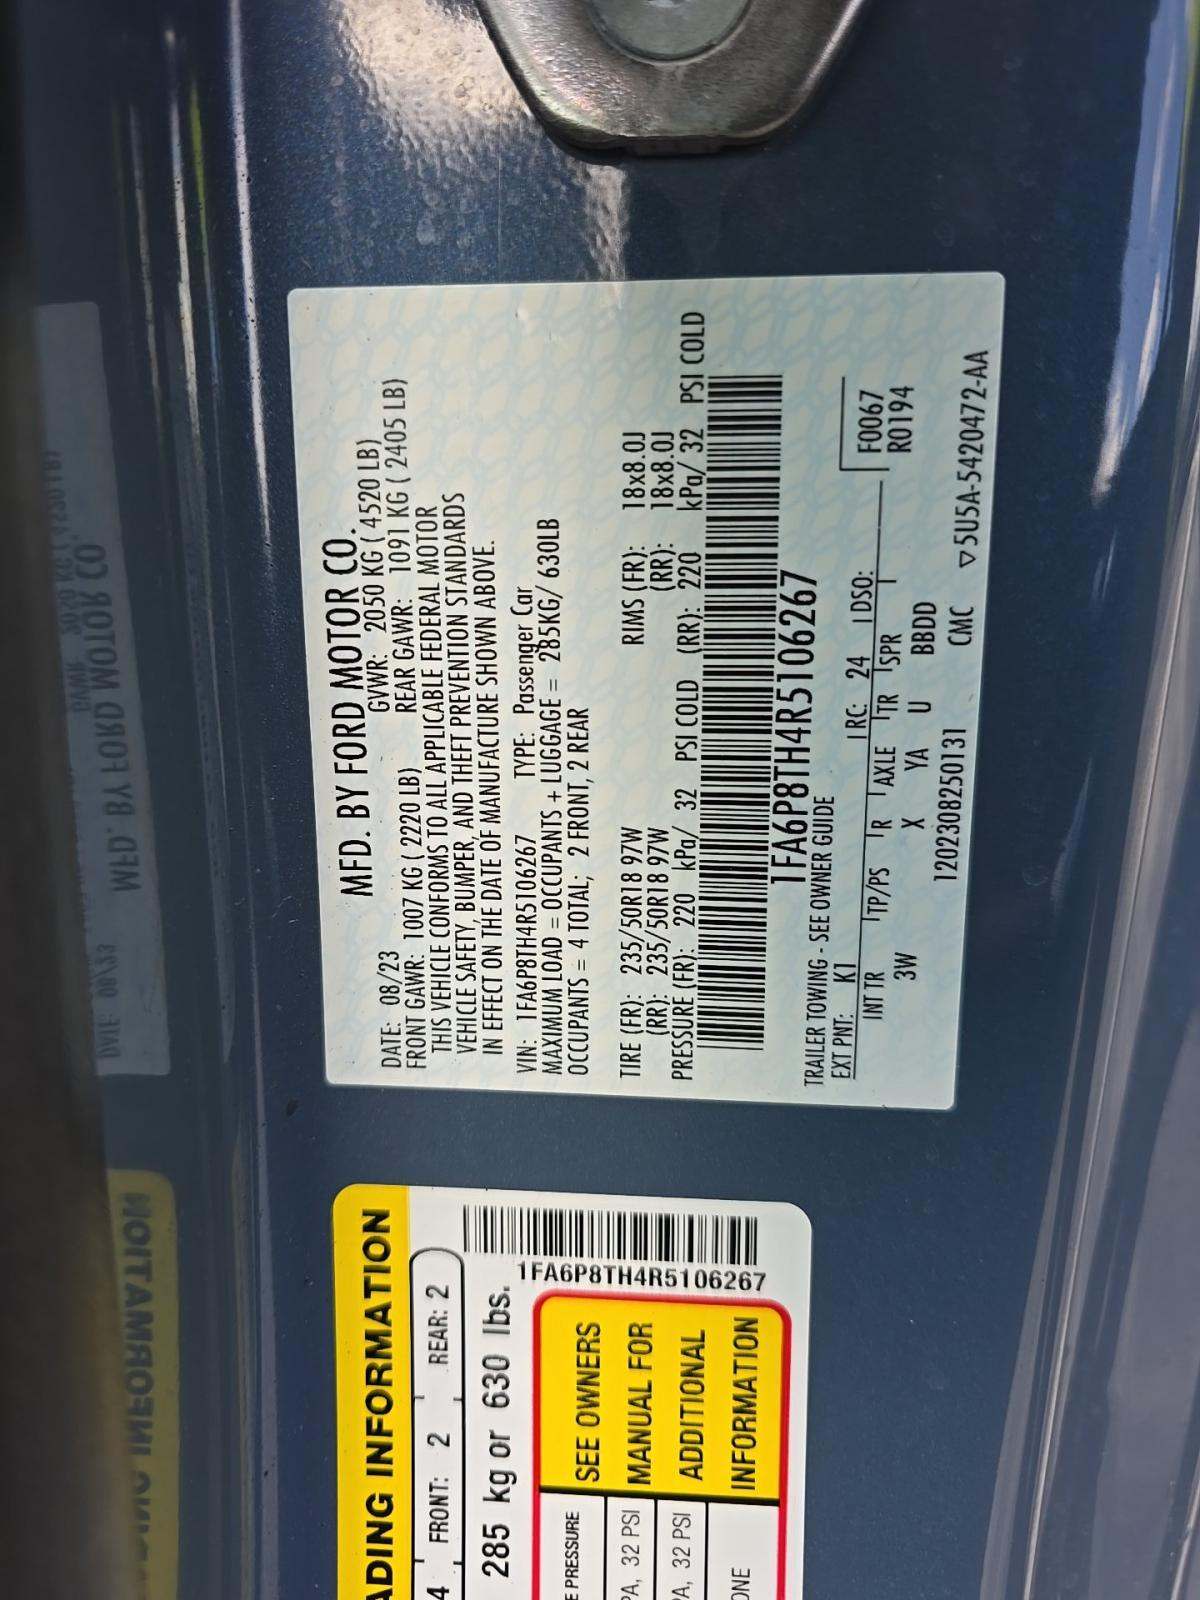 MFD. BY FORD MOTOR CO.
DATE: 08/23 GVWR: 2050 KG ( 4520 LB)
FRONT GAWR: 1007 KG ( 2220 LB) REAR GAWR: 1091 KG ( 2405 LB)
THIS VEHICLE CONFORMS TO ALL APPLICABLE FEDERAL MOTOR
VEHICLE SAFETY, BUMPER, AND THEFT PREVENTION STANDARDS
IN EFFECT ON THE DATE OF MANUFACTURE SHOWN ABOVE.
VIN: 1FA6P8TH4R5106267 TYPE: Passenger Car
MAXIMUM LOAD = OCCUPANTS + LUGGAGE = 285KG/ 630LB
OCCUPANTS = 4 TOTAL; 2 FRONT, 2 REAR
TIRE (FR): 235/50R18 97W RIMS (FR): 18x8.0J
(RR): 235/50R18 97W (RR): 18x8.0J
PRESSURE (FR): 220 kPa/ 32 PSI COLD (RR): 220 kPa/ 32 PSI COLD
1FA6P8TH4R5106267
TRAILER TOWING - SEE OWNER GUIDE
EXT PNT: K1 RC: 24 DSO: F0067
INT TR TP/PS R AXLE TR SPR R0194
3W X YA U BBDD
120230825013​1 CMC ▽5U5A-5420472-AA
ADING INFORMATION
4 FRONT: 2 REAR: 2
285 kg or 630 lbs.
1FA6P8TH4R5106267
E PRESSURE SEE OWNERS
PA, 32 PSI MANUAL FOR
PA, 32 PSI ADDITIONAL
ONE INFORMATION